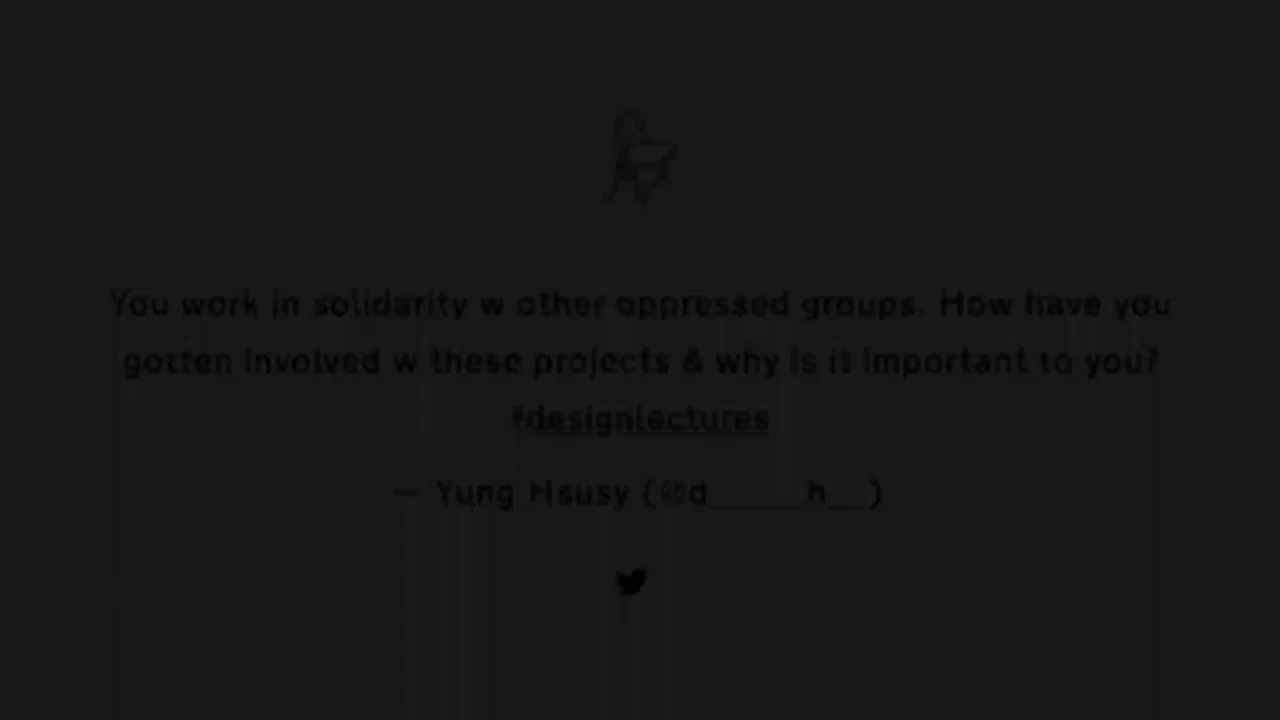 You work in solidarity w other oppressed groups. How have you
gotten involved w these projects & why is it important to you?
#designlectures
— Yung Hsusy (@d_____h__)